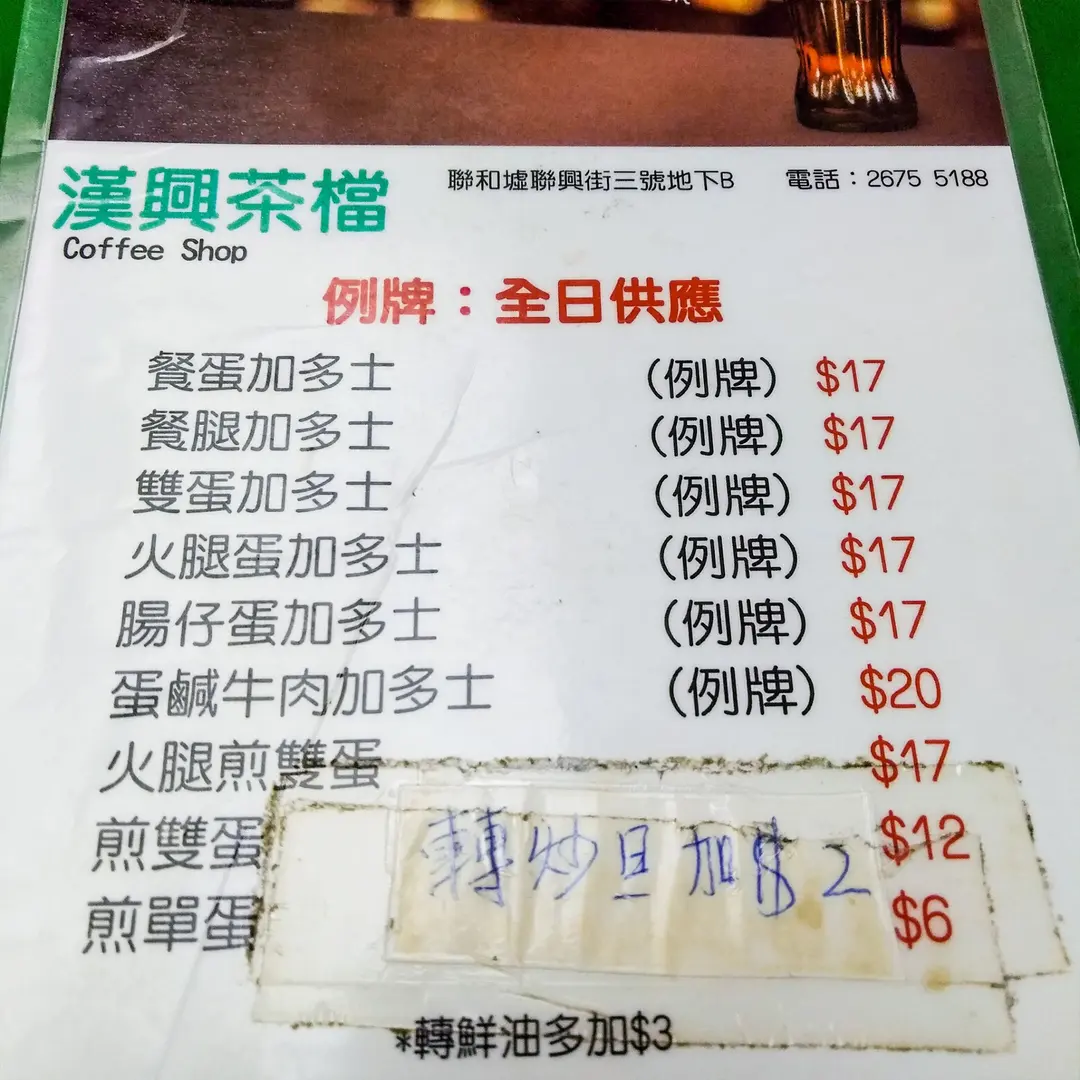 漢興茶檔
Coffee Shop
聯和墟聯興街三號地下B 電話：2675 5188
例牌：全日供應
餐蛋加多士 (例牌) $17
餐腿加多士 (例牌) $17
雙蛋加多士 (例牌) $17
火腿蛋加多士 (例牌) $17
腸仔蛋加多士 (例牌) $17
蛋鹹牛肉加多士 (例牌) $20
火腿煎雙蛋 $17
煎雙蛋 $12
轉炒旦加$2
煎單蛋 $6
*轉鮮油多加$3